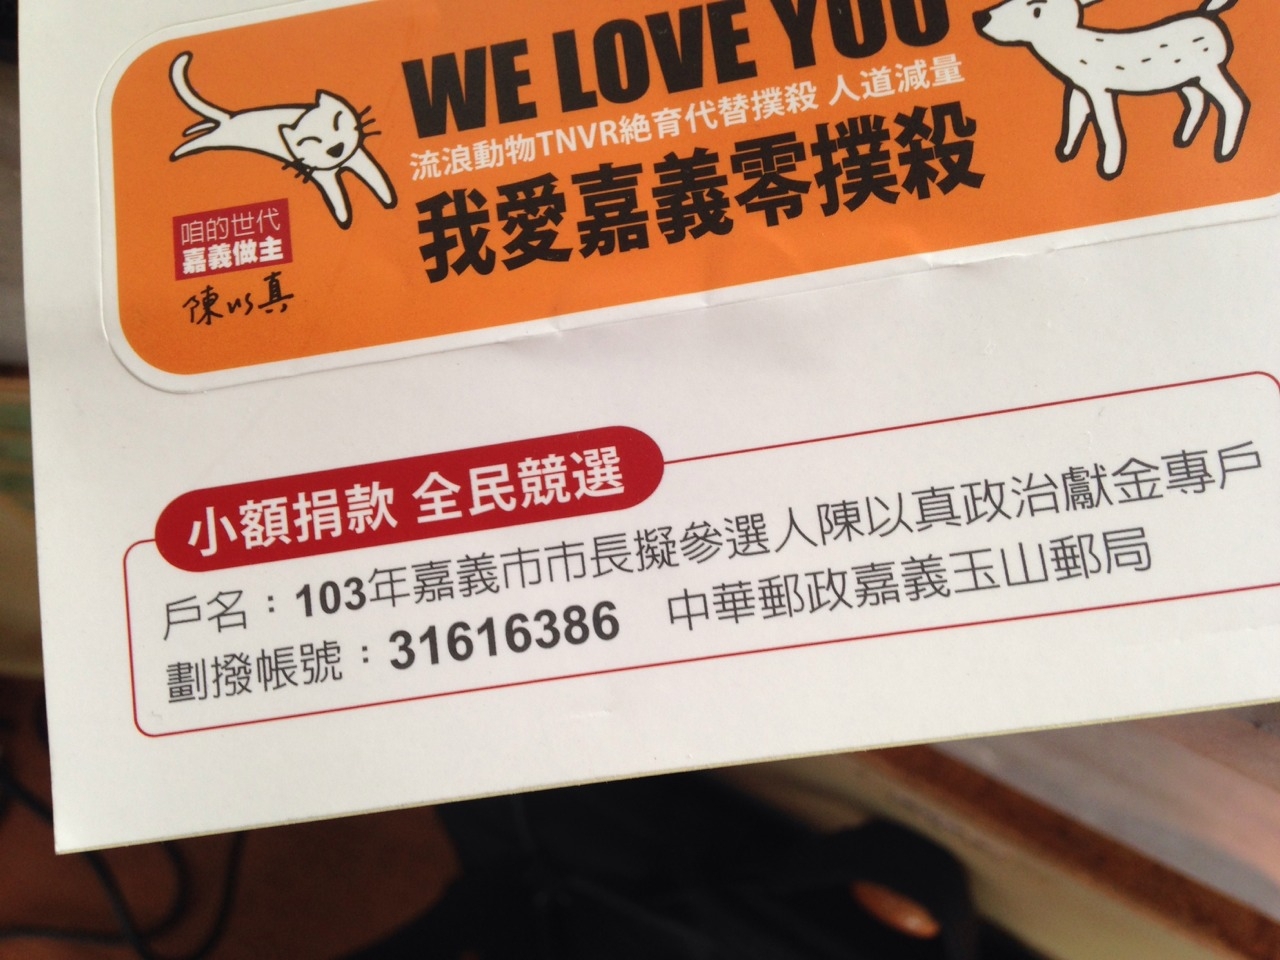 WE LOVE YOU
流浪動物TNVR絕育代替撲殺 人道減量
我愛嘉義零撲殺
咱的世代
嘉義做主
陳以真
小額捐款 全民競選
戶名：103年嘉義市市長擬參選人陳以真政治獻金專戶
劃撥帳號：31616386 中華郵政嘉義玉山郵局